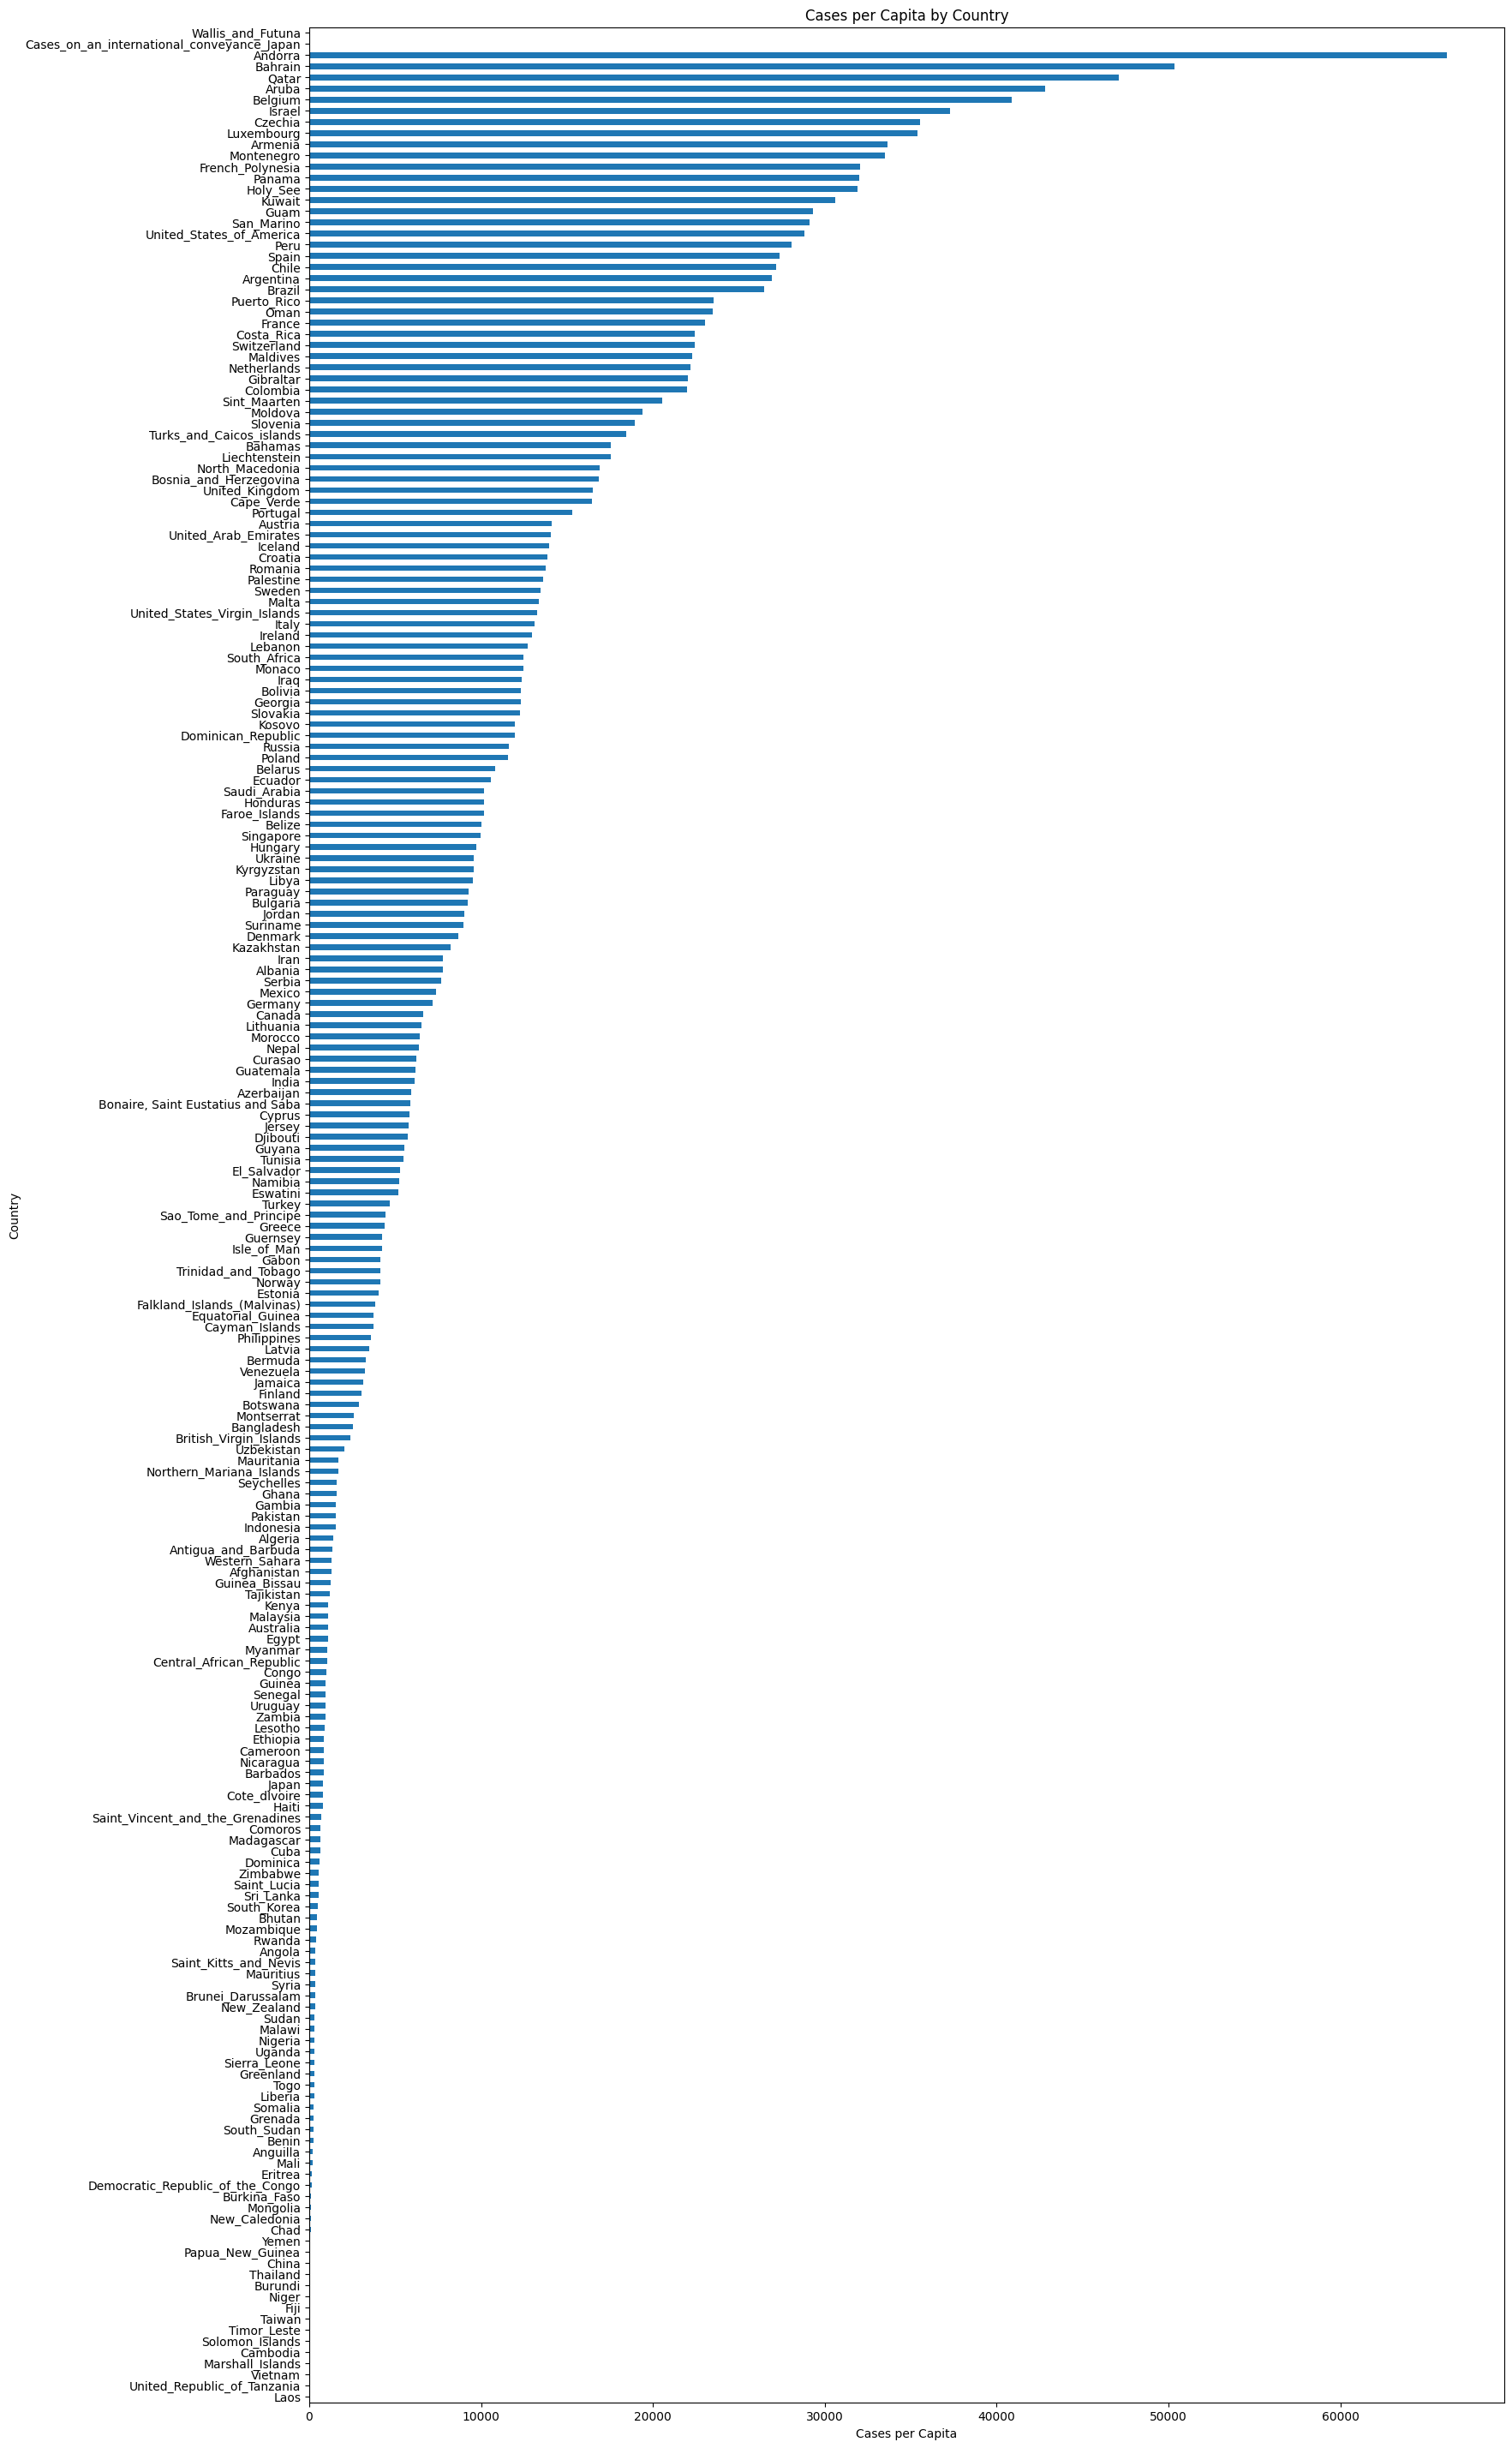 Cases per Capita by Country
Wallis_and_Futuna
Cases_on_an_international_conveyance_Japan
Andorra
Bahrain
Qatar
Aruba
Belgium
Israel
Czechia
Luxembourg
Armenia
Montenegro
French_Polynesia
Panama
Holy_See
Kuwait
Guam
San_Marino
United_States_of_America
Peru
Spain
Chile
Argentina
Brazil
Puerto_Rico
Oman
France
Costa_Rica
Switzerland
Maldives
Netherlands
Gibraltar
Colombia
Sint_Maarten
Moldova
Slovenia
Turks_and_Caicos_islands
Bahamas
Liechtenstein
North_Macedonia
Bosnia_and_Herzegovina
United_Kingdom
Cape_Verde
Portugal
Austria
United_Arab_Emirates
Iceland
Croatia
Romania
Palestine
Sweden
Malta
United_States_Virgin_Islands
Italy
Ireland
Lebanon
South_Africa
Monaco
Iraq
Bolivia
Georgia
Slovakia
Kosovo
Dominican_Republic
Russia
Poland
Belarus
Ecuador
Saudi_Arabia
Honduras
Faroe_Islands
Belize
Singapore
Hungary
Ukraine
Kyrgyzstan
Libya
Paraguay
Bulgaria
Jordan
Suriname
Denmark
Kazakhstan
Iran
Albania
Serbia
Mexico
Germany
Canada
Lithuania
Morocco
Nepal
Curasao
Guatemala
India
Azerbaijan
Bonaire, Saint Eustatius and Saba
Cyprus
Jersey
Djibouti
Guyana
Tunisia
El_Salvador
Namibia
Eswatini
Turkey
Sao_Tome_and_Principe
Greece
Guernsey
Isle_of_Man
Gabon
Trinidad_and_Tobago
Norway
Estonia
Falkland_Islands_(Malvinas)
Equatorial_Guinea
Cayman_Islands
Philippines
Latvia
Bermuda
Venezuela
Jamaica
Finland
Botswana
Montserrat
Bangladesh
British_Virgin_Islands
Uzbekistan
Mauritania
Northern_Mariana_Islands
Seychelles
Ghana
Gambia
Pakistan
Indonesia
Algeria
Antigua_and_Barbuda
Western_Sahara
Afghanistan
Guinea_Bissau
Tajikistan
Kenya
Malaysia
Australia
Egypt
Myanmar
Central_African_Republic
Congo
Guinea
Senegal
Uruguay
Zambia
Lesotho
Ethiopia
Cameroon
Nicaragua
Barbados
Japan
Cote_dIvoire
Haiti
Saint_Vincent_and_the_Grenadines
Comoros
Madagascar
Cuba
Dominica
Zimbabwe
Saint_Lucia
Sri_Lanka
South_Korea
Bhutan
Mozambique
Rwanda
Angola
Saint_Kitts_and_Nevis
Mauritius
Syria
Brunei_Darussalam
New_Zealand
Sudan
Malawi
Nigeria
Uganda
Sierra_Leone
Greenland
Togo
Liberia
Somalia
Grenada
South_Sudan
Benin
Anguilla
Mali
Eritrea
Democratic_Republic_of_the_Congo
Burkina_Faso
Mongolia
New_Caledonia
Chad
Yemen
Papua_New_Guinea
China
Thailand
Burundi
Niger
Fiji
Taiwan
Timor_Leste
Solomon_Islands
Cambodia
Marshall_Islands
Vietnam
United_Republic_of_Tanzania
Laos
Country
0 10000 20000 30000 40000 50000 60000
Cases per Capita